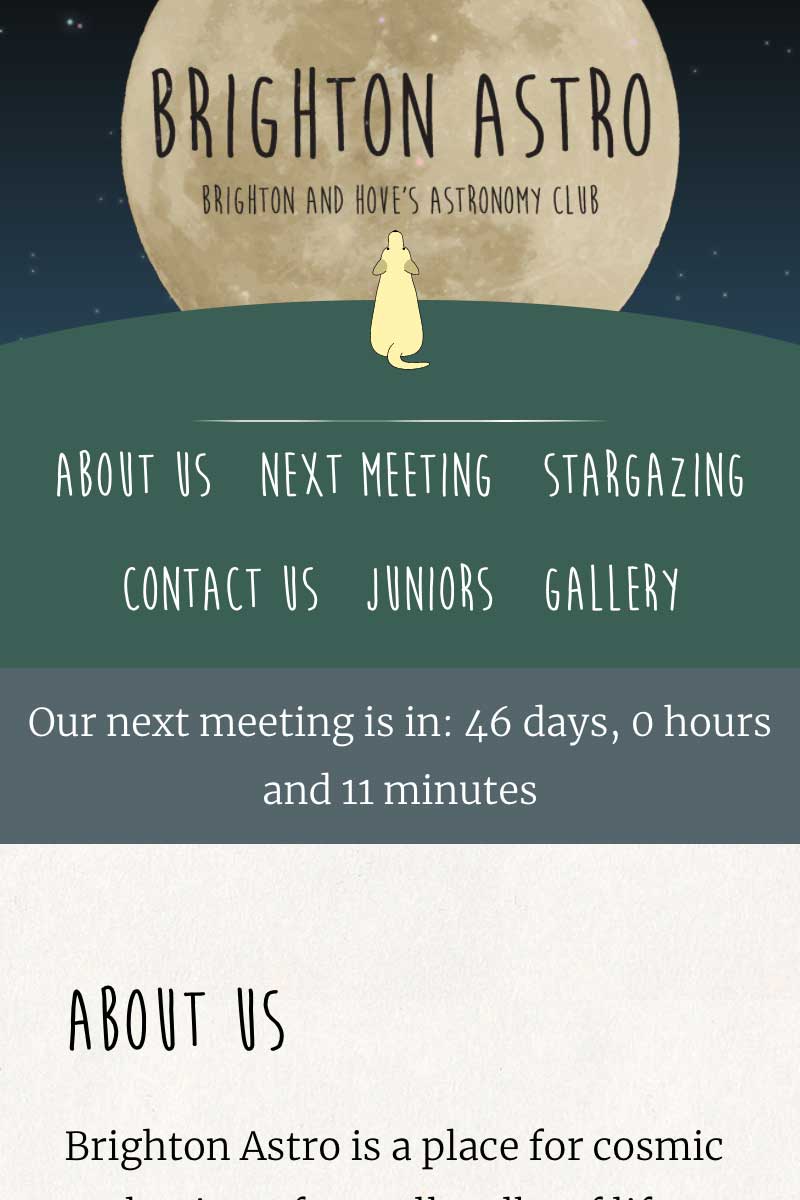 BRIGHTON ASTRO
BRIGHTON AND HOVE'S ASTRONOMY CLUB
ABOUT US NEXT MEETING STARGAZING
CONTACT US JUNIORS GALLERY
Our next meeting is in: 46 days, 0 hours
and 11 minutes
ABOUT US
Brighton Astro is a place for cosmic